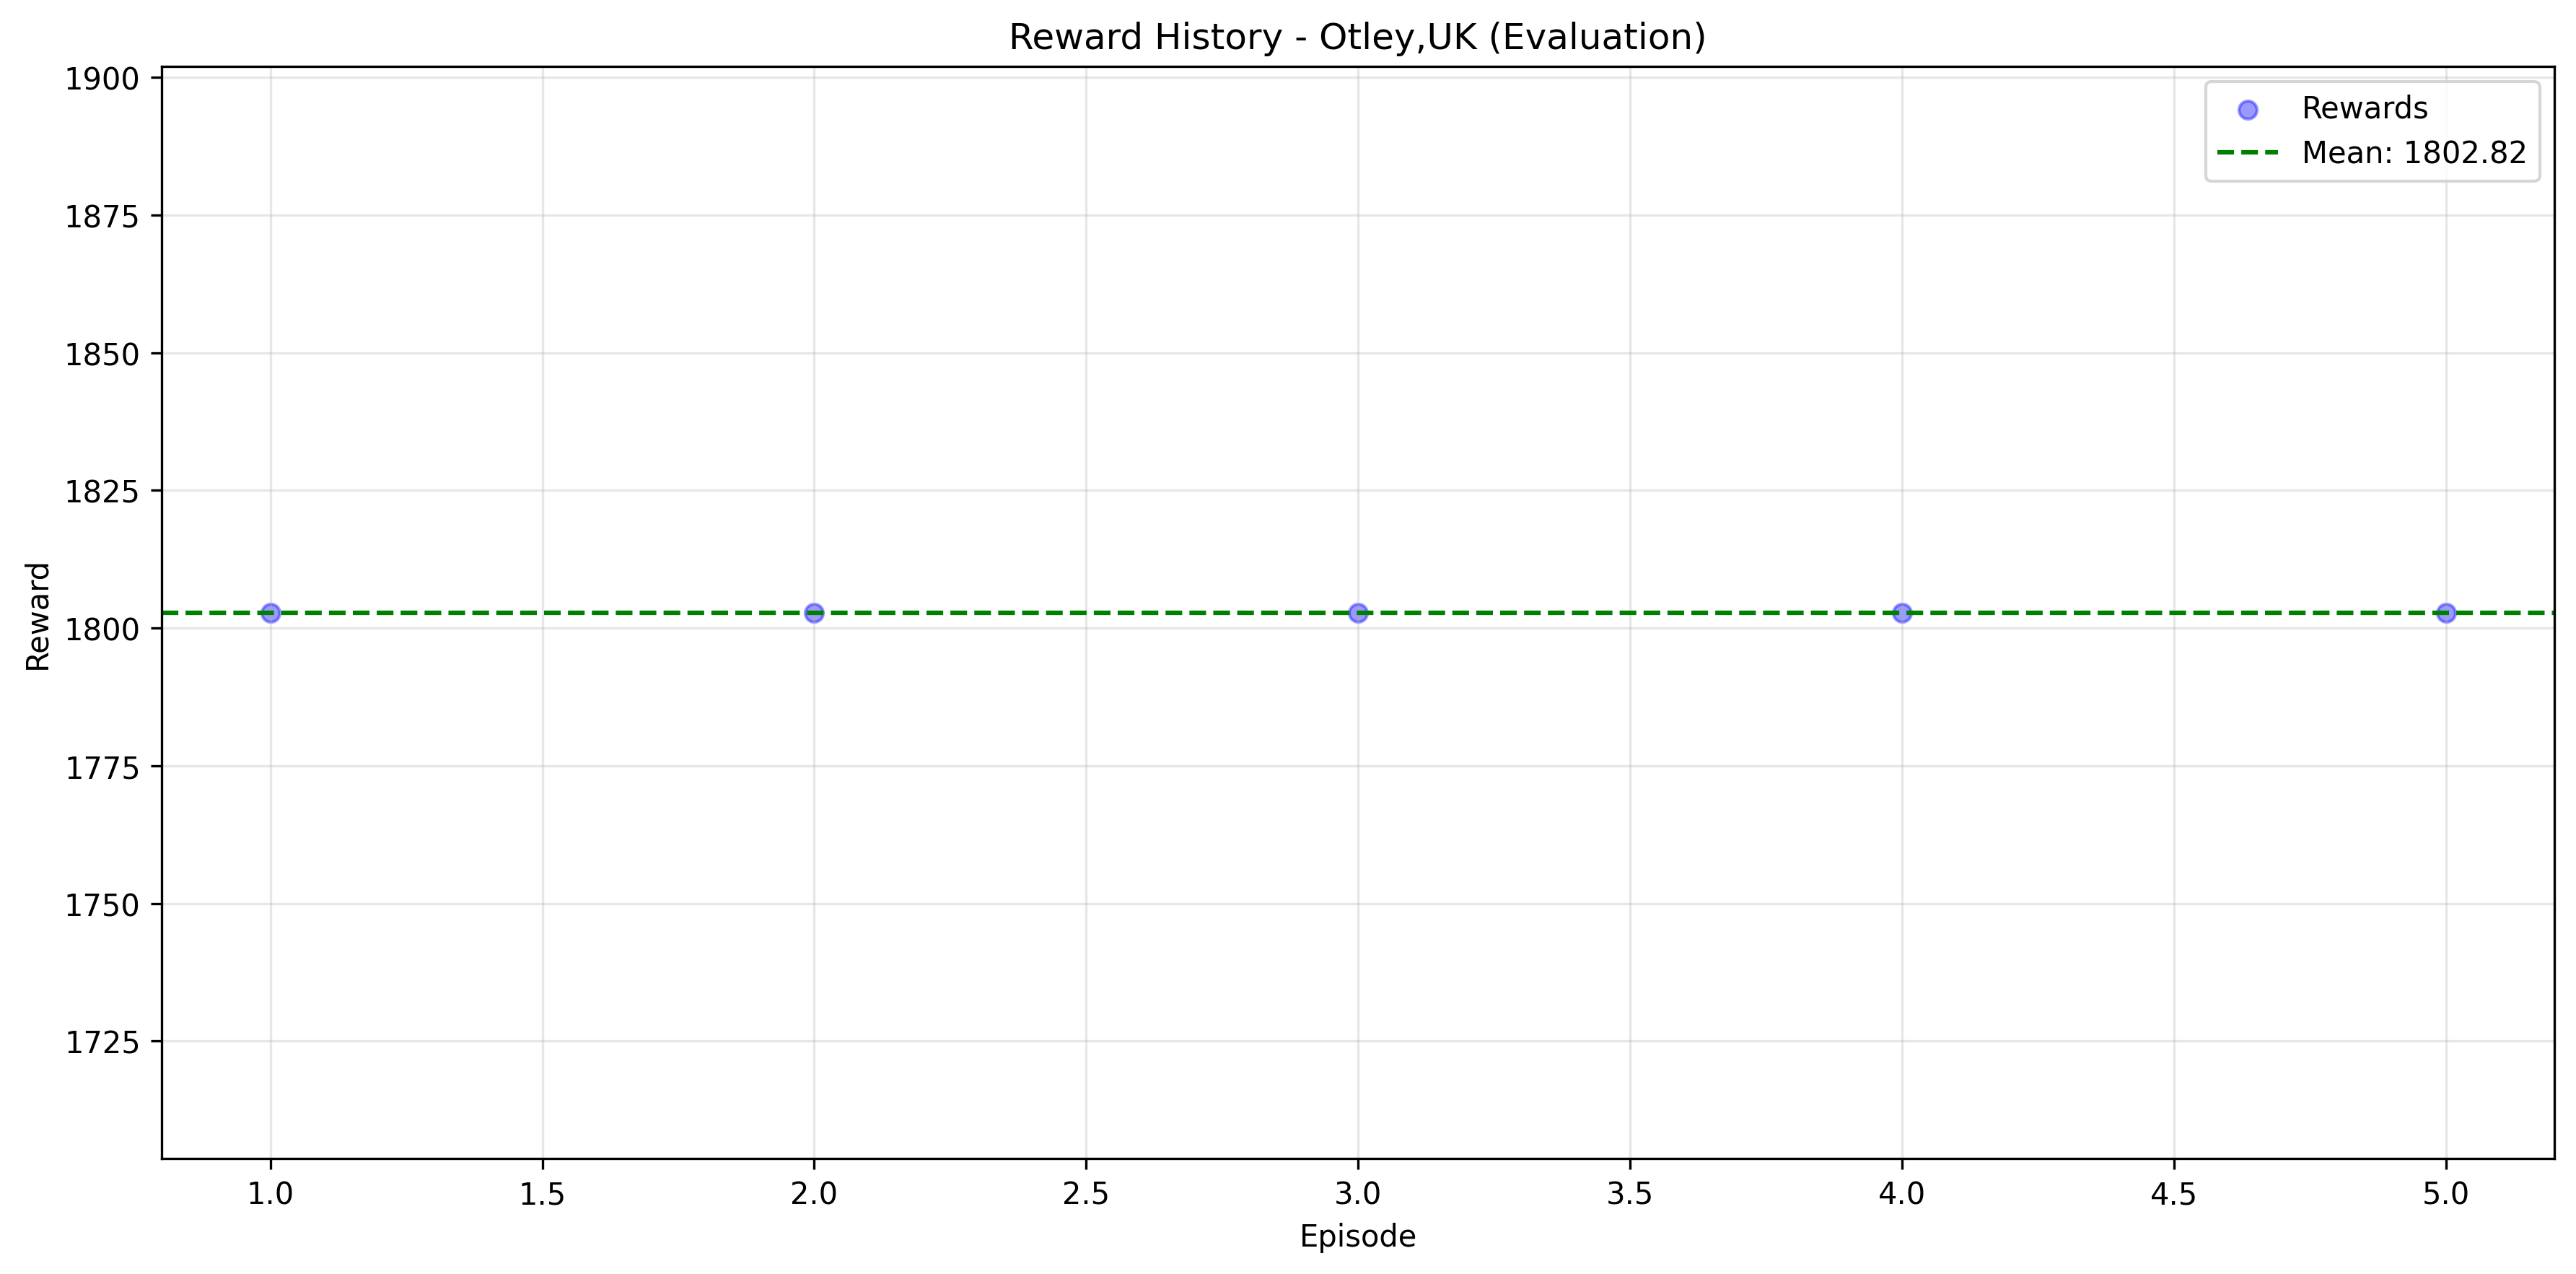 Reward History - Otley,UK (Evaluation)
Rewards
Mean: 1802.82
1900
1875
1850
1825
1800
1775
1750
1725
Reward
1.0 1.5 2.0 2.5 3.0 3.5 4.0 4.5 5.0
Episode